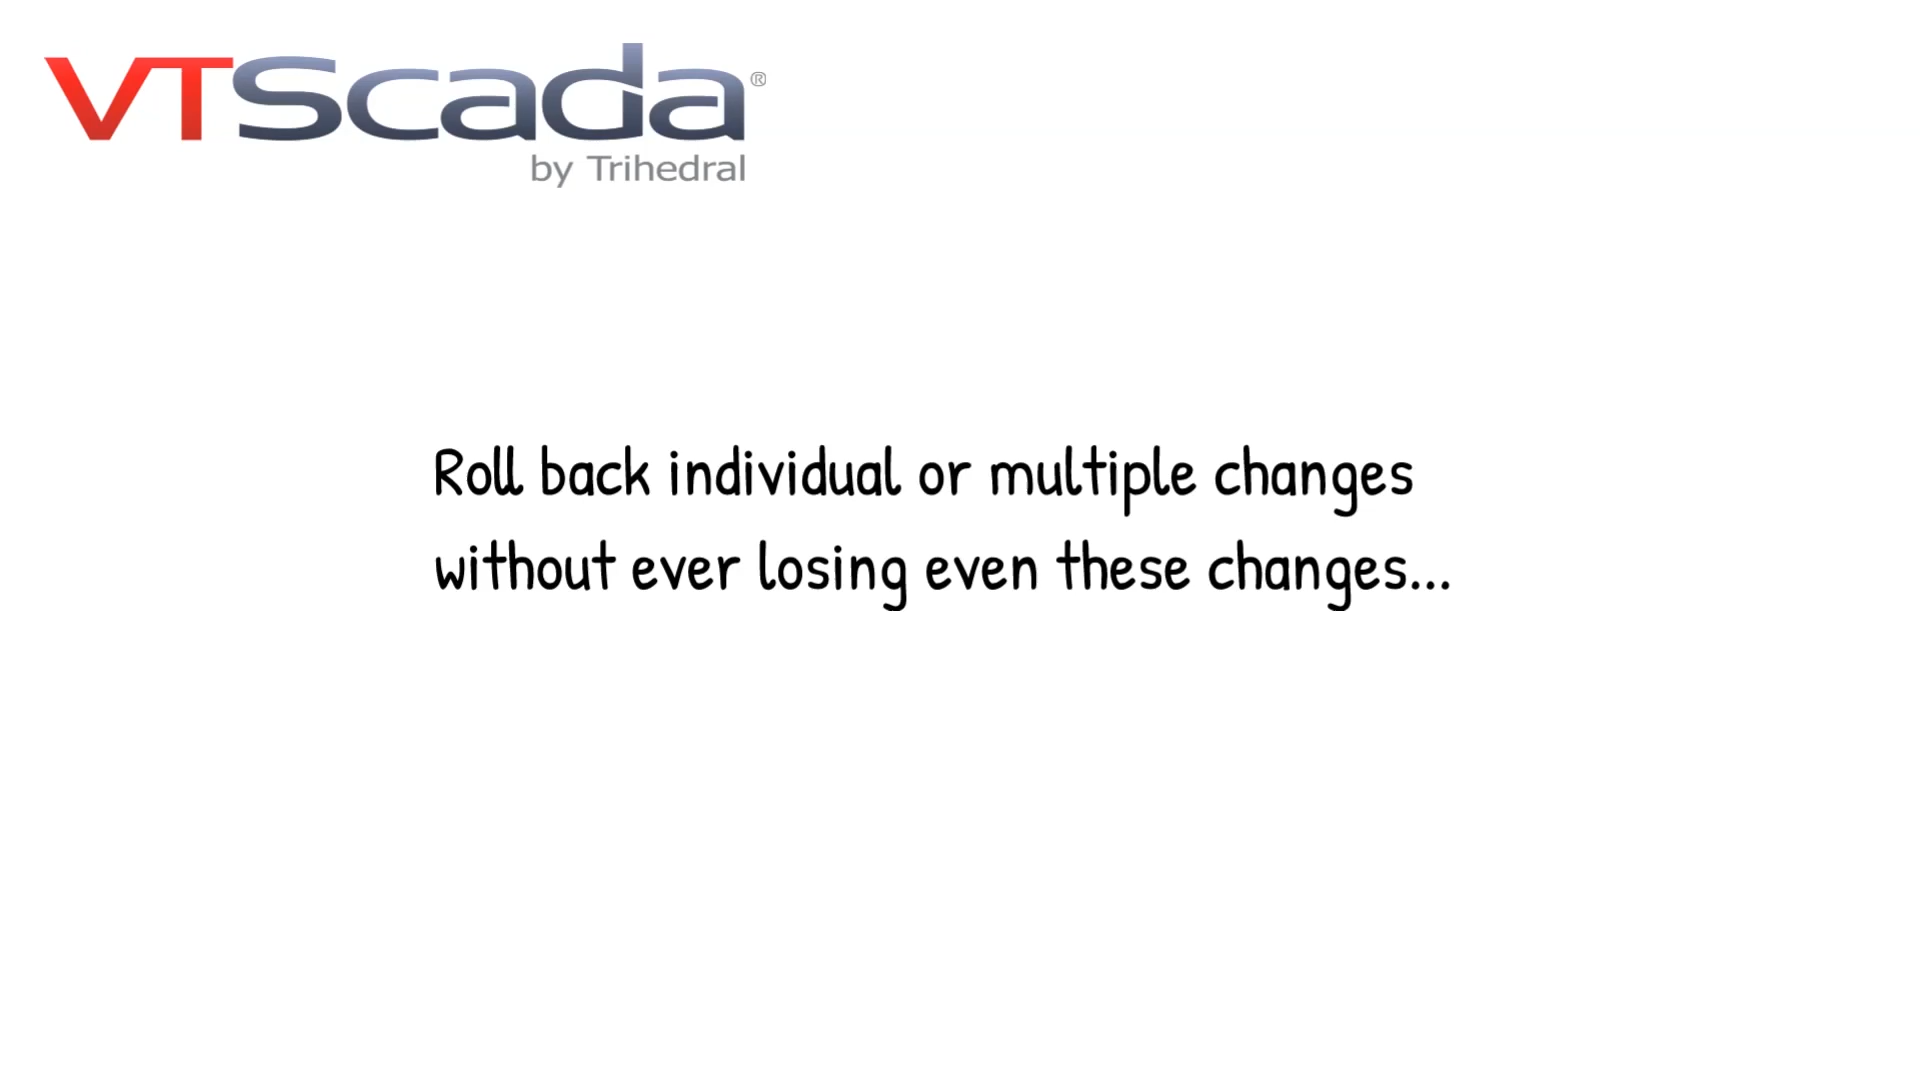 VTScada®
by Trihedral
Roll back individual or multiple changes
without ever losing even these changes...